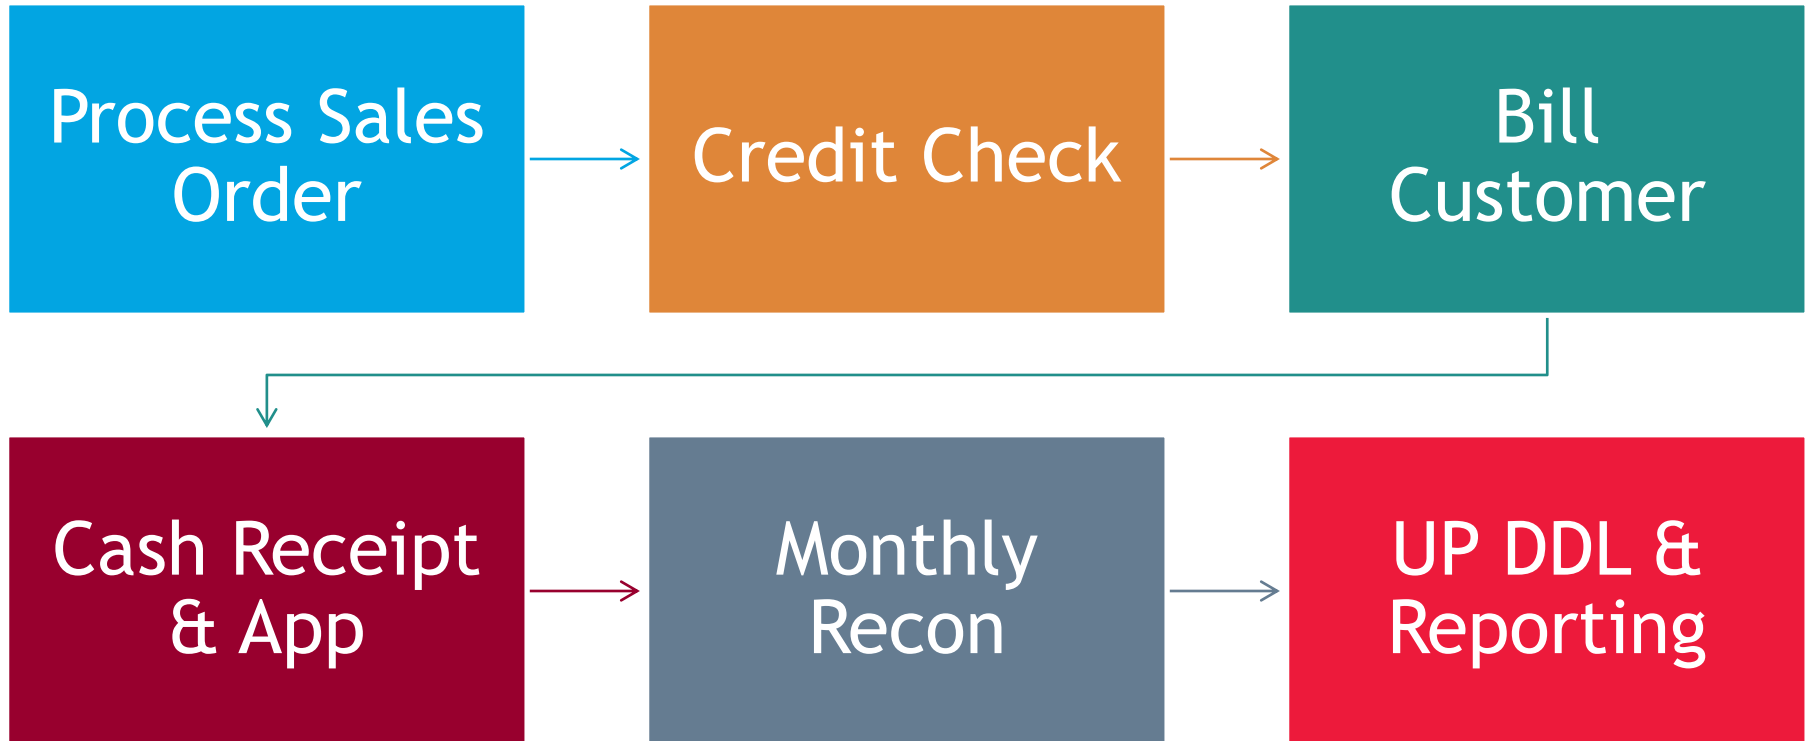 Process Sales
Order
Credit Check
Bill
Customer
Cash Receipt
& App
Monthly
Recon
UP DDL &
Reporting